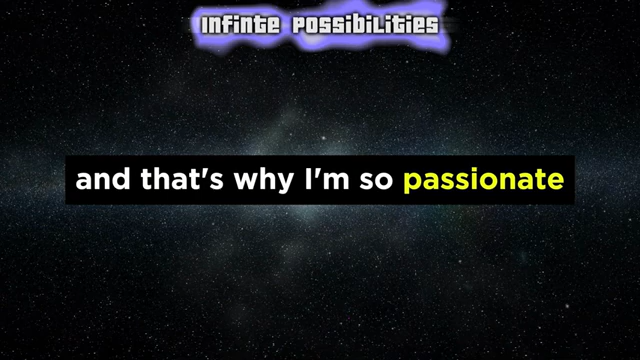 Infinte Possibilities
and that's why I'm so passionate